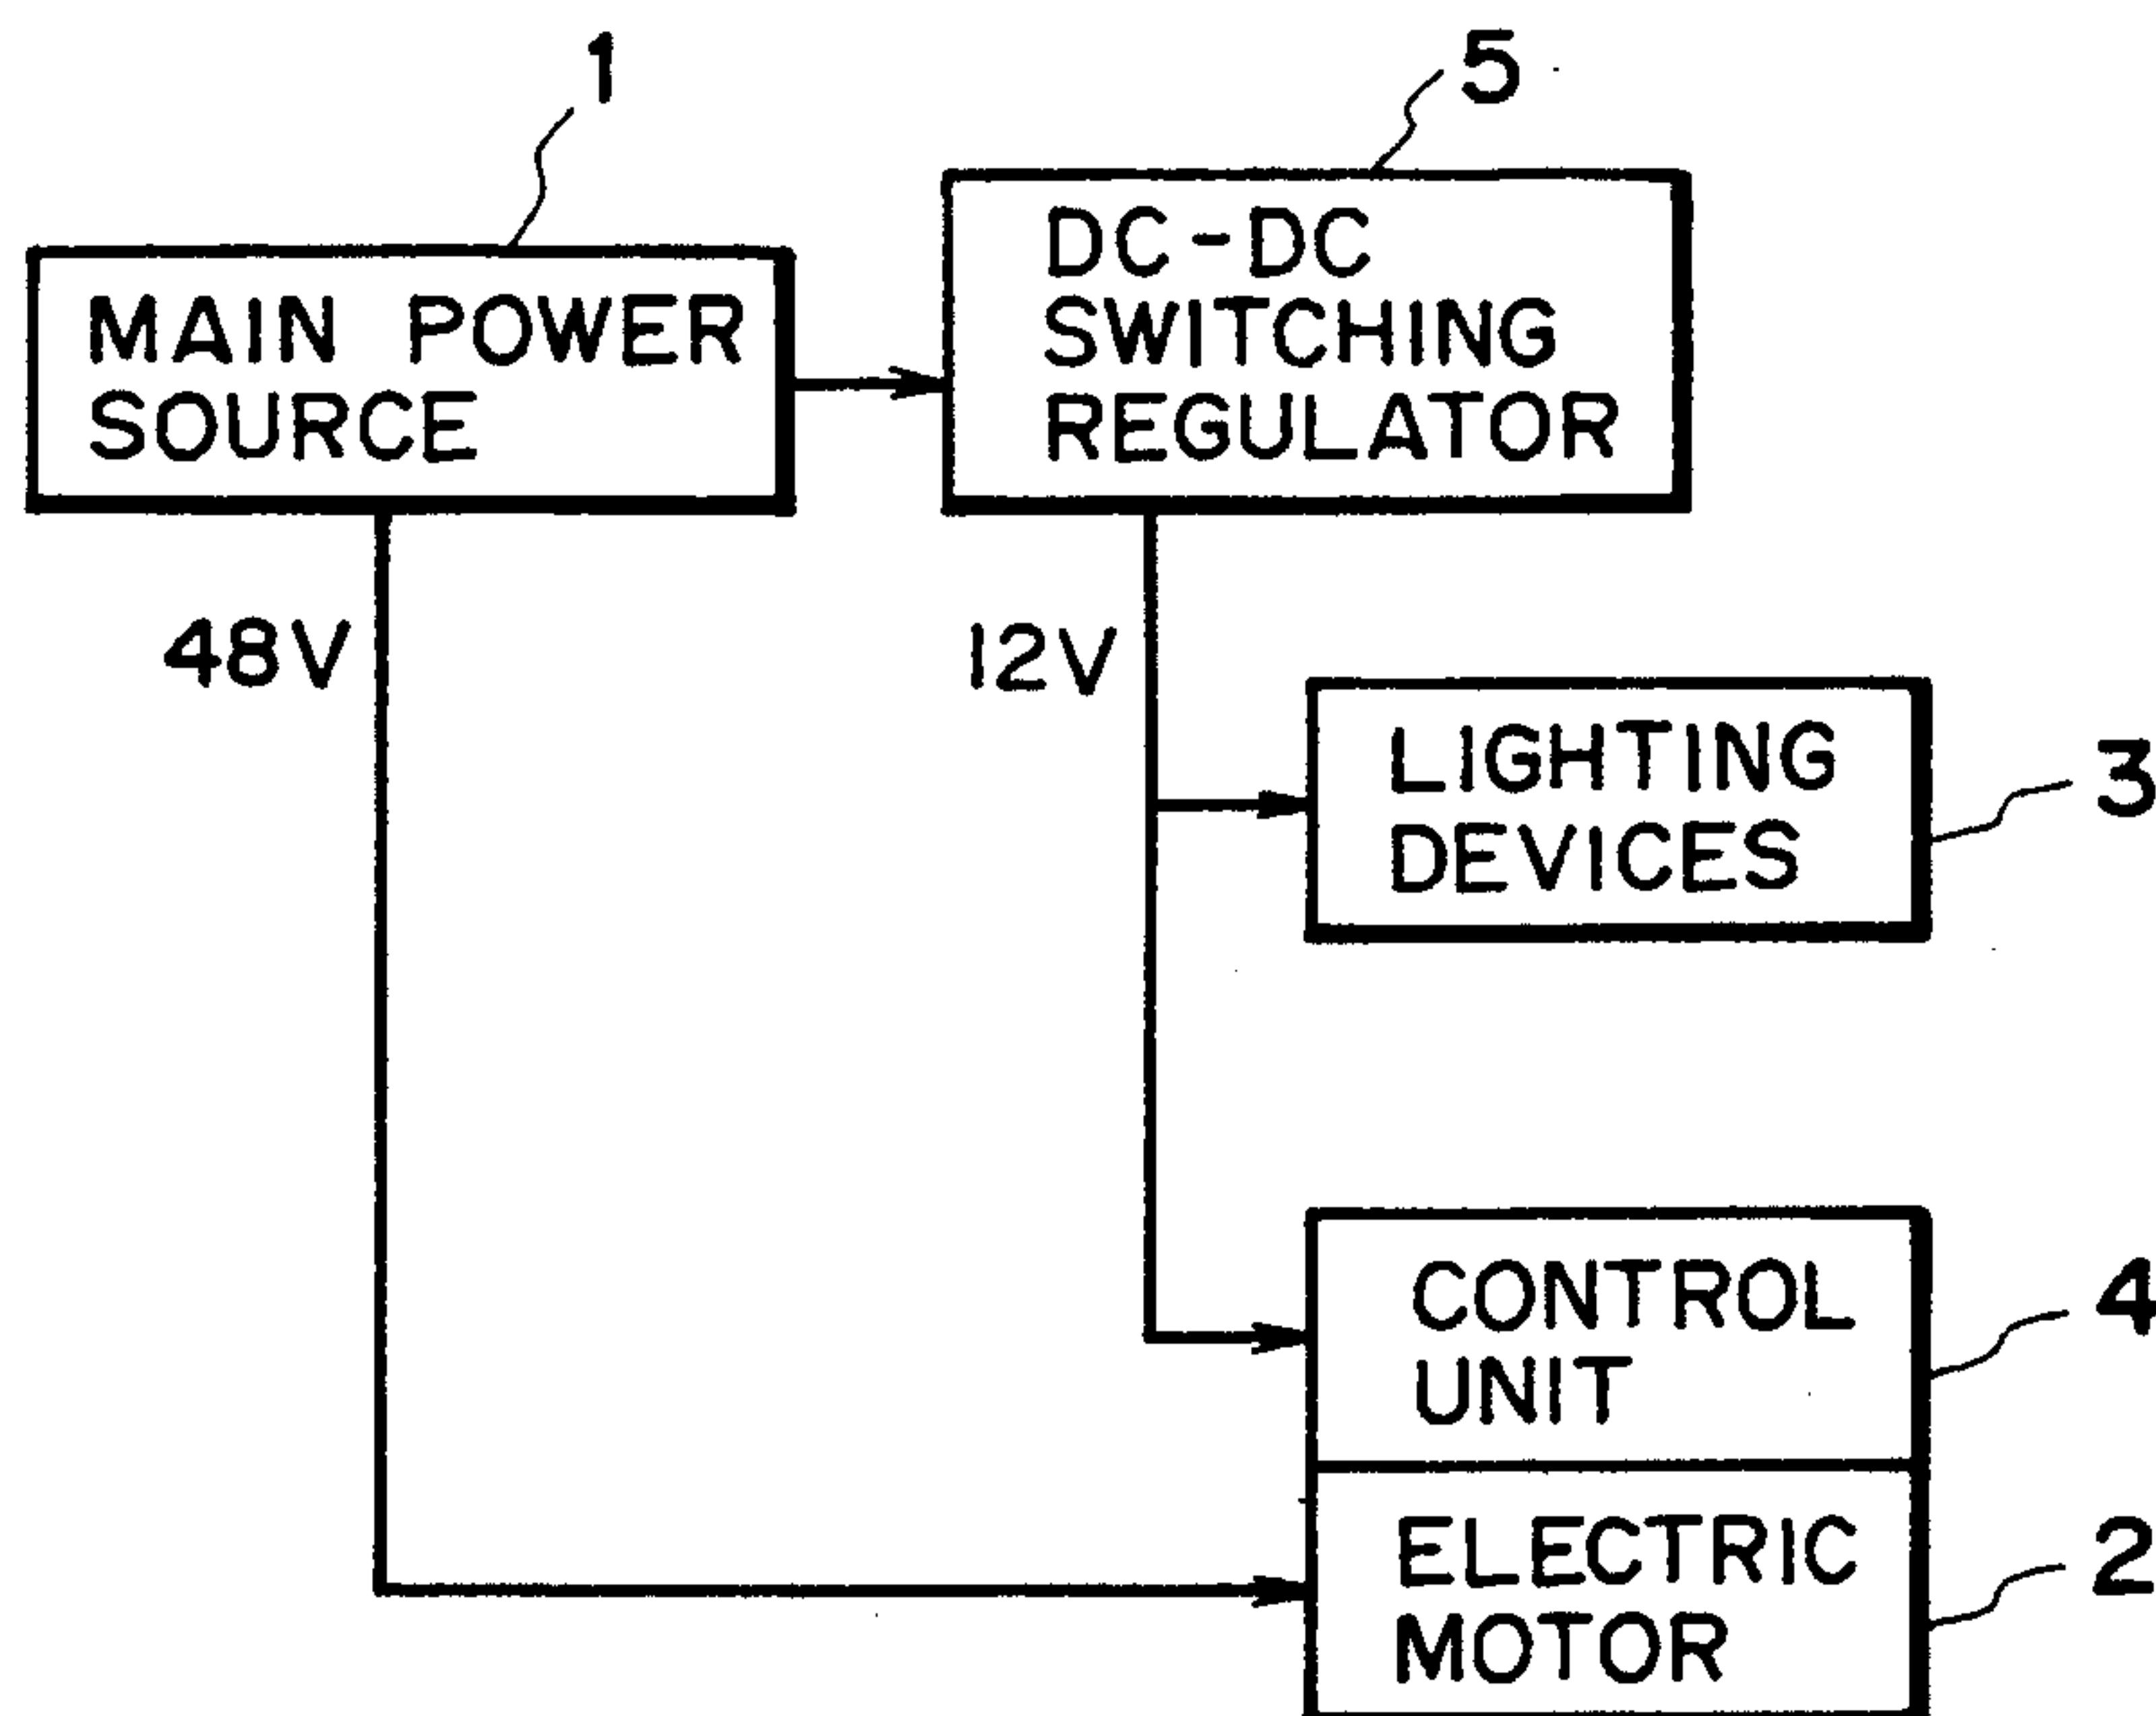 1
5
MAIN POWER
SOURCE
DC-DC
SWITCHING
REGULATOR
48V
12V
LIGHTING
DEVICES
3
CONTROL
UNIT
4
ELECTRIC
MOTOR
2